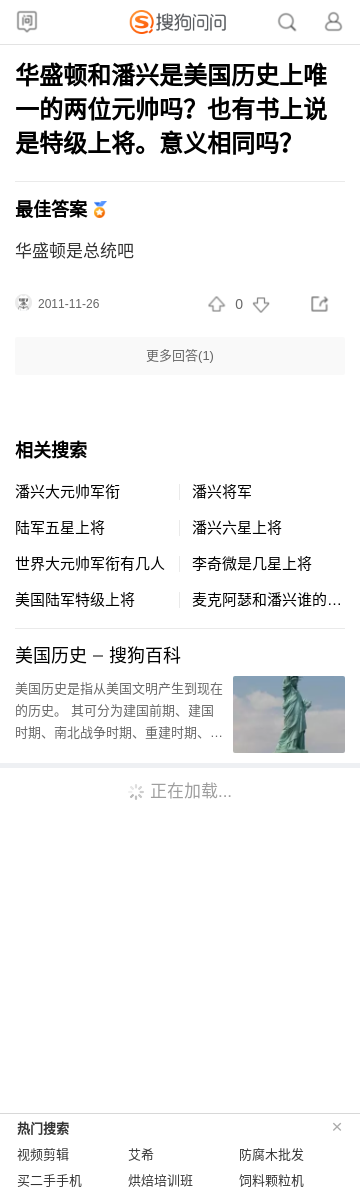 问
搜狗问问
华盛顿和潘兴是美国历史上唯
一的两位元帅吗？也有书上说
是特级上将。意义相同吗？
最佳答案
华盛顿是总统吧
2011-11-26
0
更多回答(1)
相关搜索
潘兴大元帅军衔
潘兴将军
陆军五星上将
潘兴六星上将
世界大元帅军衔有几人
李奇微是几星上将
美国陆军特级上将
麦克阿瑟和潘兴谁的...
美国历史 – 搜狗百科
美国历史是指从美国文明产生到现在
的历史。 其可分为建国前期、建国
时期、南北战争时期、重建时期、...
正在加载...
热门搜索
视频剪辑
艾希
防腐木批发
买二手手机
烘焙培训班
饲料颗粒机